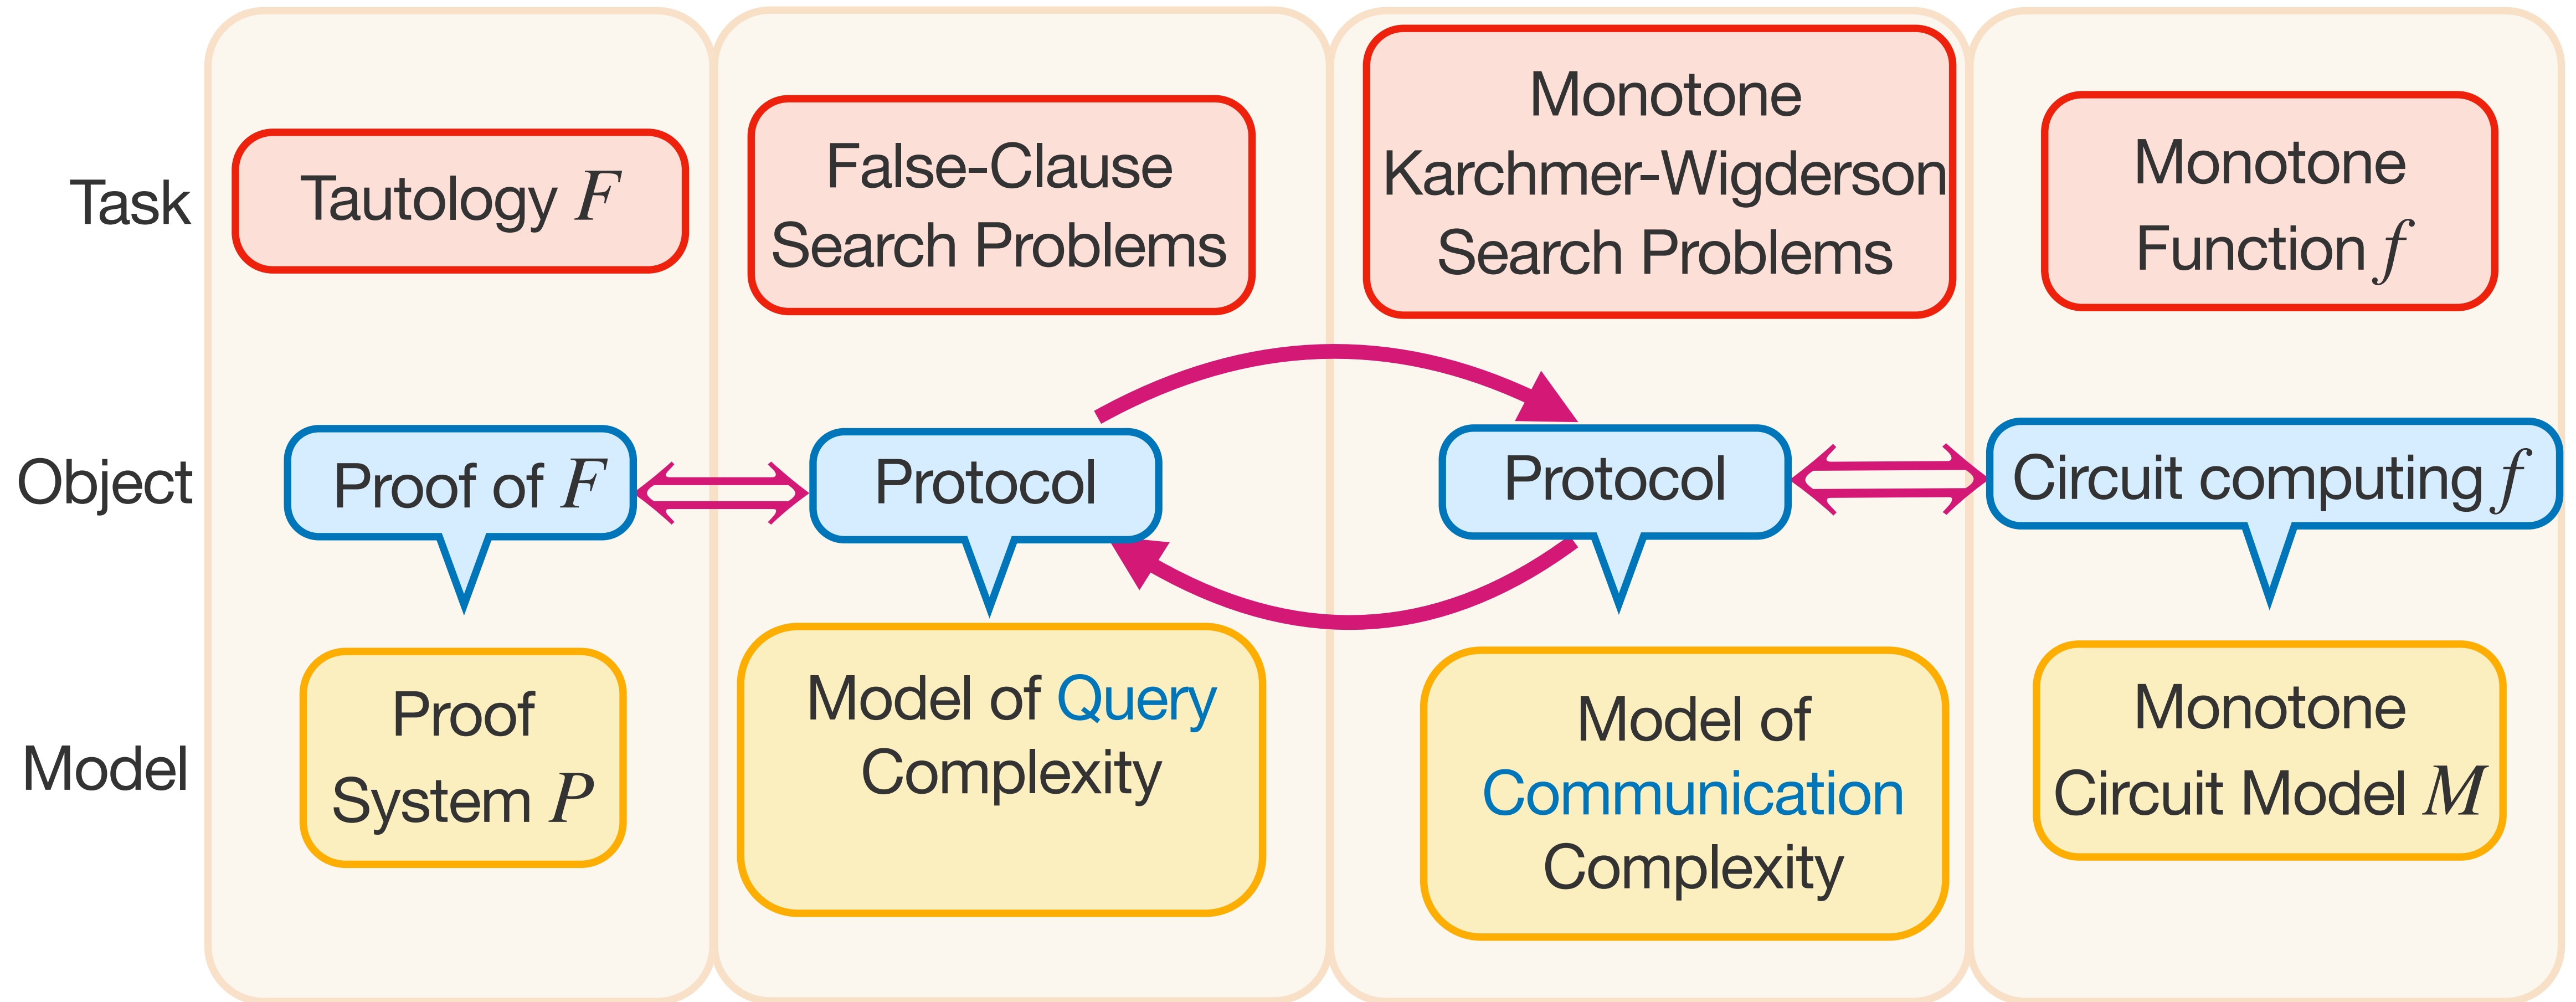 Task
Tautology F
False-Clause
Search Problems
Monotone
Karchmer-Wigderson
Search Problems
Monotone
Function f
Object
Proof of F
Protocol
Protocol
Circuit computing f
Model
Proof
System P
Model of Query
Complexity
Model of
Communication
Complexity
Monotone
Circuit Model M